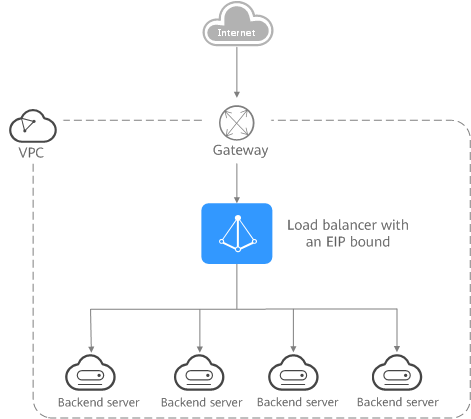 Internet
VPC
Gateway
Load balancer with
an EIP bound
Backend server
Backend server
Backend server
Backend server